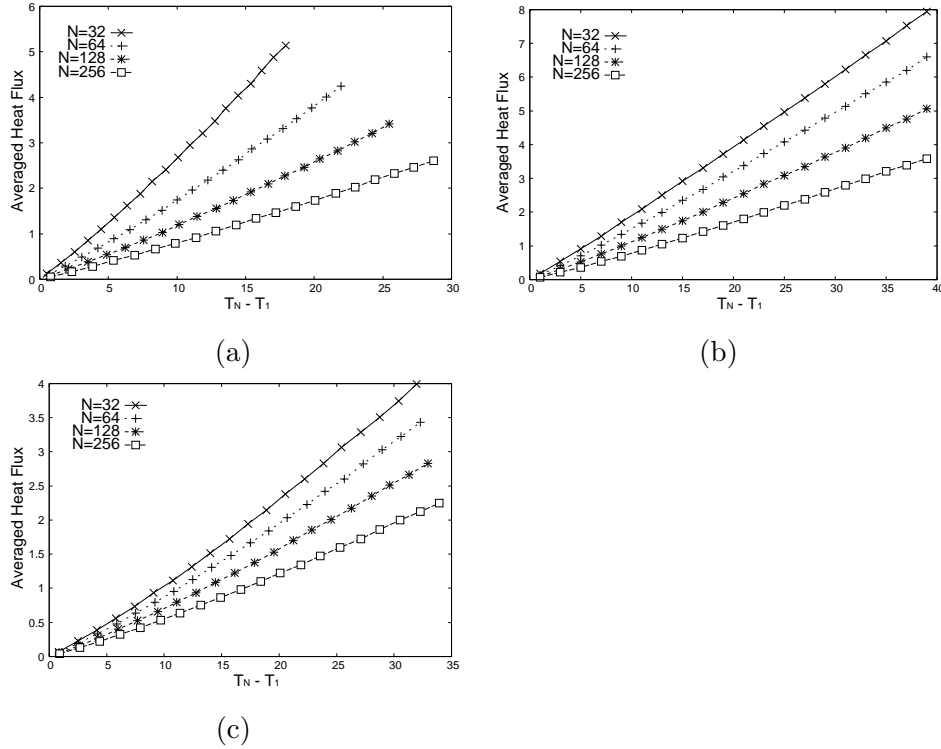 6
5
4
3
2
1
0
Averaged Heat Flux
N=32
N=64
N=128
N=256
0 5 10 15 20 25 30
TN - T1
(a)
8
7
6
5
4
3
2
1
0
Averaged Heat Flux
N=32
N=64
N=128
N=256
0 5 10 15 20 25 30 35 40
TN - T1
(b)
4
3.5
3
2.5
2
1.5
1
0.5
0
Averaged Heat Flux
N=32
N=64
N=128
N=256
0 5 10 15 20 25 30 35
TN - T1
(c)